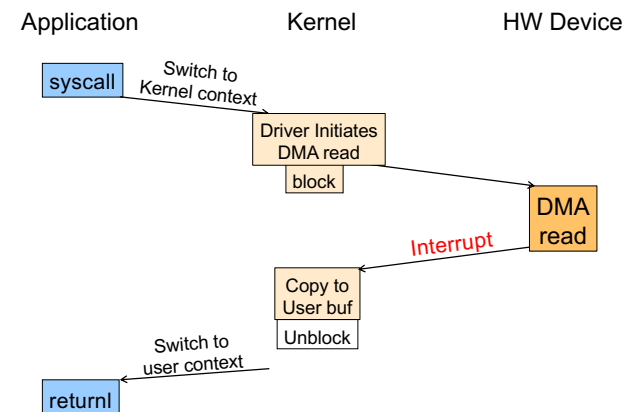 Application
Kernel
HW Device
syscall
Switch to
Kernel context
Driver Initiates
DMA read
block
DMA
read
Interrupt
Copy to
User buf
Unblock
Switch to
user context
returnl